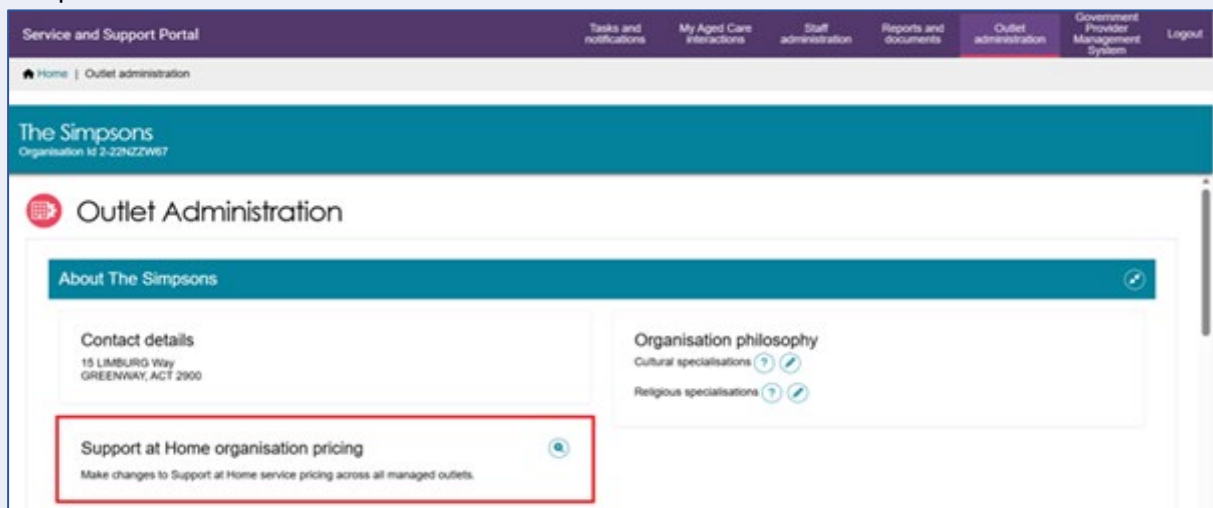 Service and Support Portal
Tasks and notifications
My Aged Care interactions
Staff administration
Reports and documents
Outlet administration
Government Provider Management System
Logout
Home | Outlet administration
The Simpsons
Organisation Id 2-22NZZW67
Outlet Administration
About The Simpsons
Contact details
15 LIMBURG Way
GREENWAY, ACT 2900
Organisation philosophy
Cultural specialisations ?
Religious specialisations ?
Support at Home organisation pricing
Make changes to Support at Home service pricing across all managed outlets.